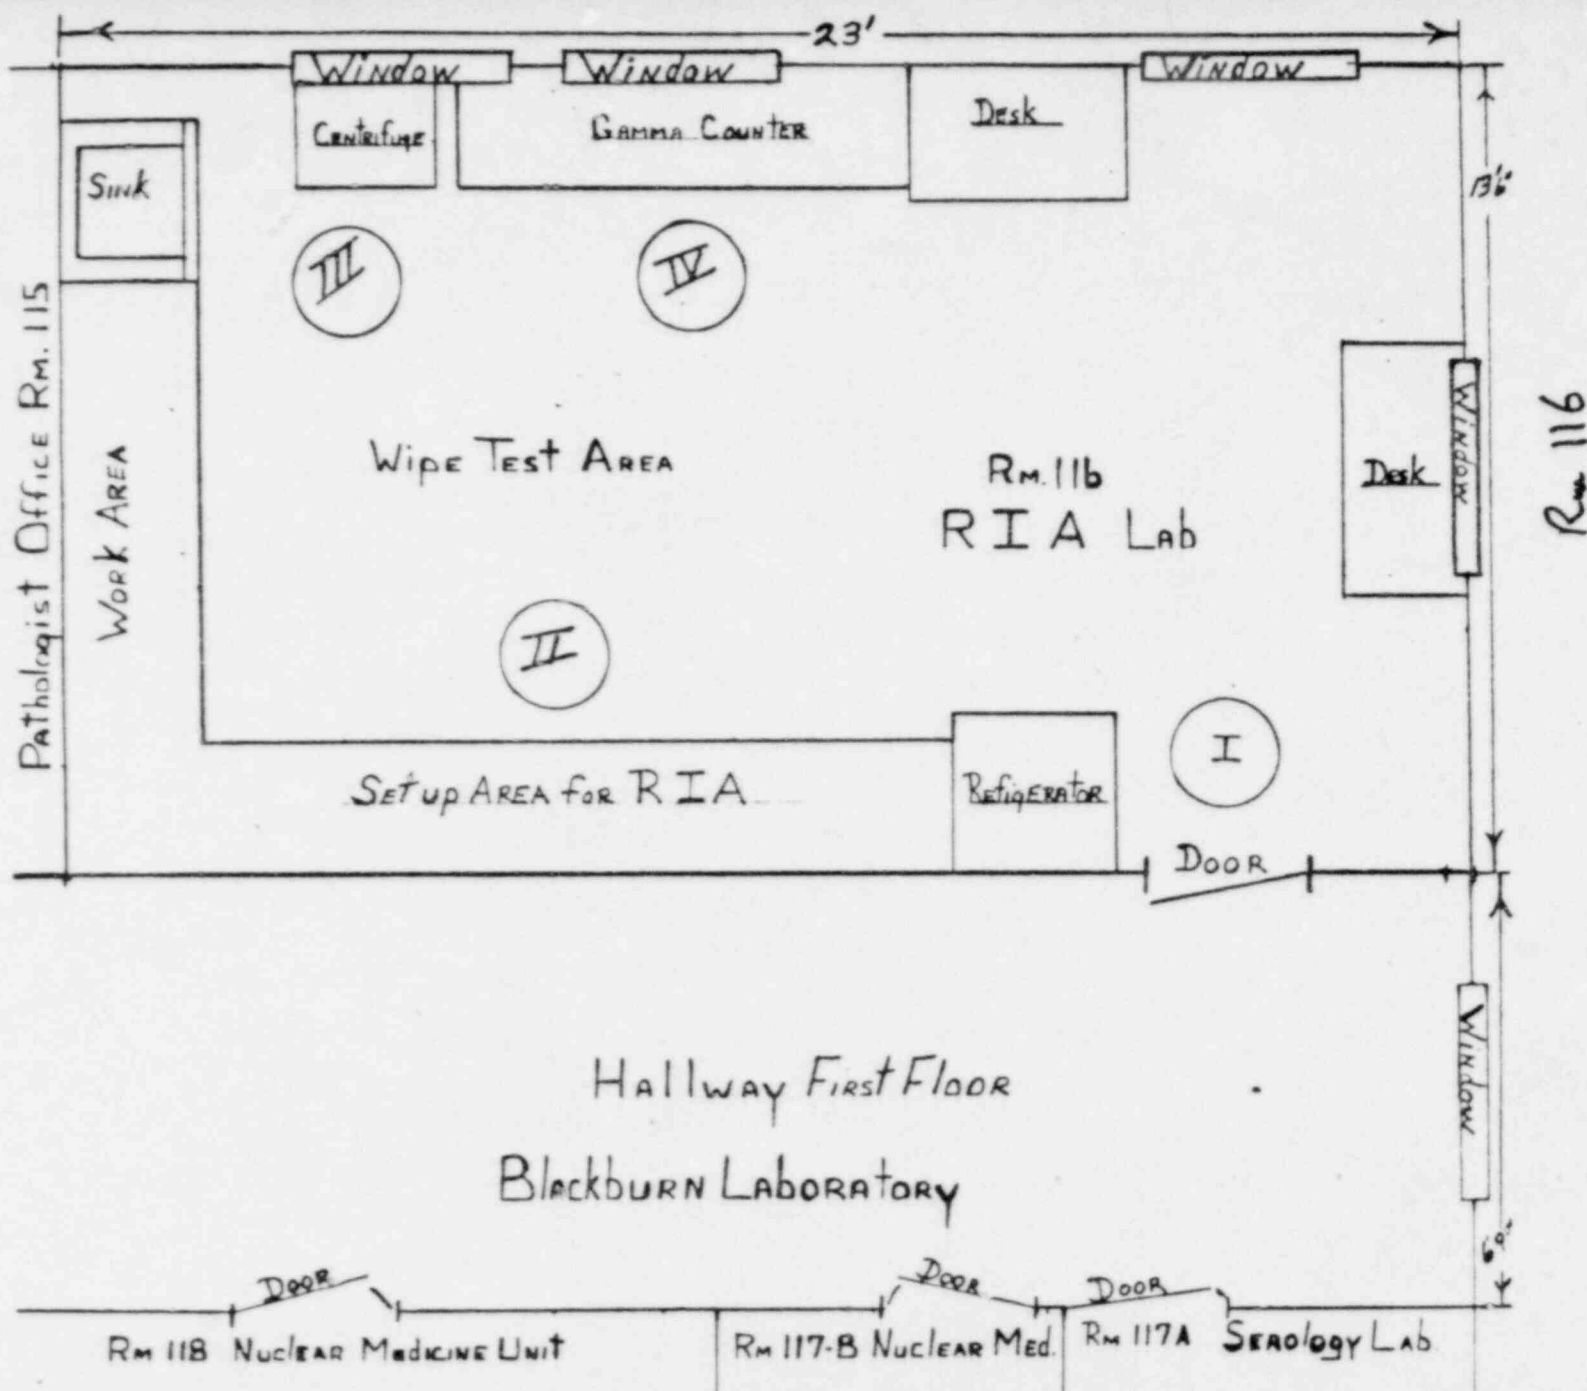 23'
Window
Window
Window
Centrifuge
Gamma Counter
Desk
Sink
13'6"
III
IV
Pathologist Office Rm. 115
Work Area
Wipe Test Area
Rm. 116
RIA Lab
Desk
Window
Rm 116
II
I
Set up Area for RIA
Refigerator
Door
Hallway First Floor
Blackburn Laboratory
Window
Door
Door
Door
Rm 118 Nuclear Medicine Unit
Rm 117-B Nuclear Med.
Rm 117A Serology Lab